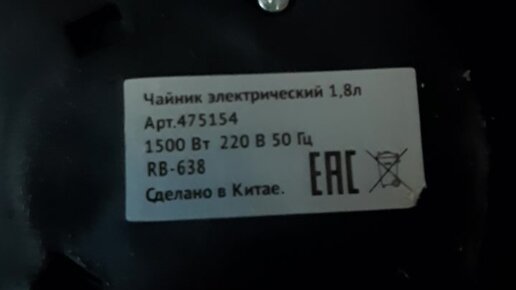 Чайник электрический 1,8л
Арт.475154
1500 Вт 220 В 50 Гц
RB-638
Сделано в Китае.
EAC